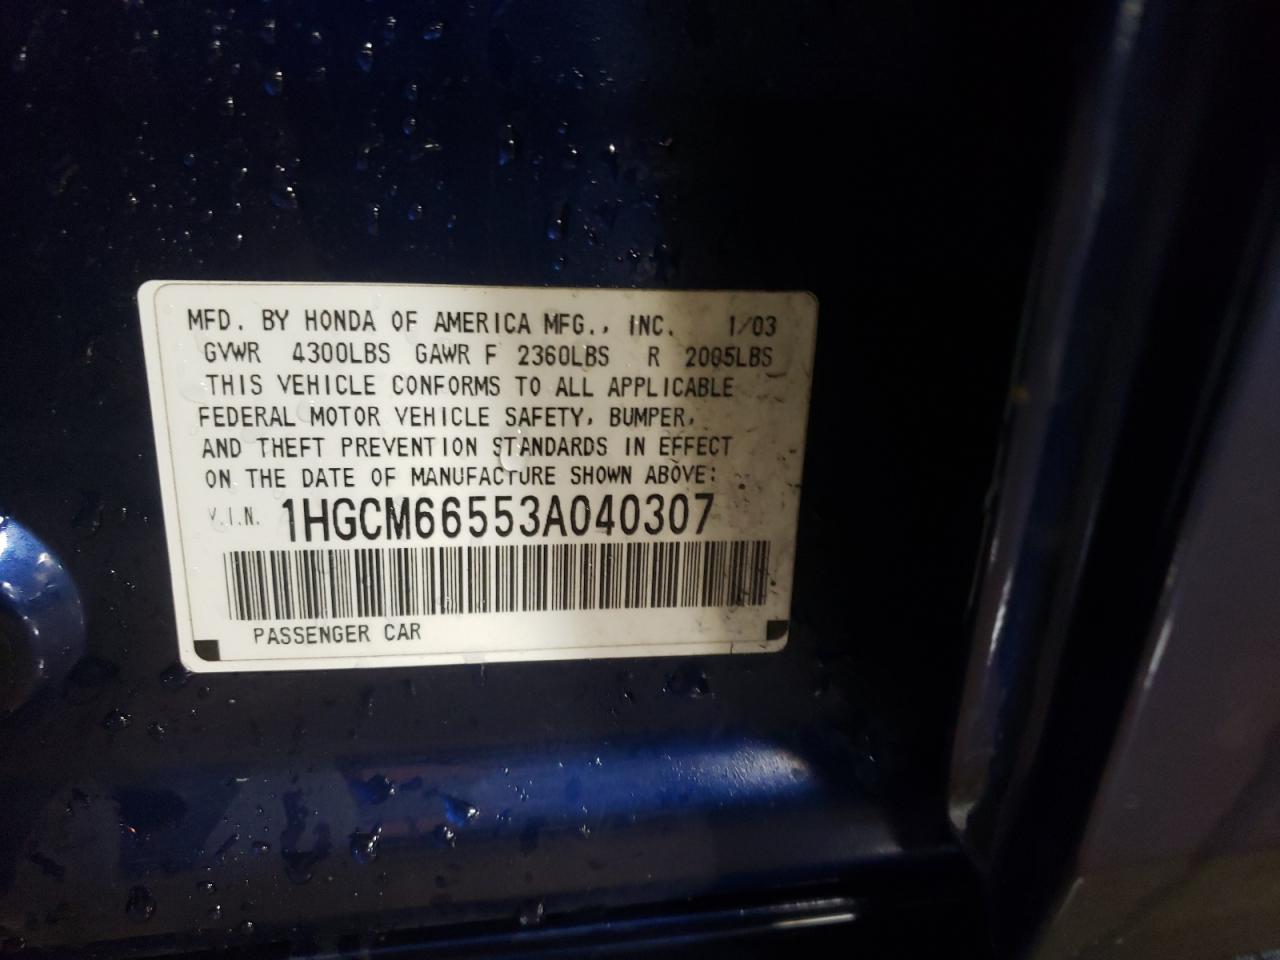 MFD. BY HONDA OF AMERICA MFG., INC. 1/03
GVWR 4300LBS GAWR F 2360LBS R 2005LBS
THIS VEHICLE CONFORMS TO ALL APPLICABLE
FEDERAL MOTOR VEHICLE SAFETY, BUMPER,
AND THEFT PREVENTION STANDARDS IN EFFECT
ON THE DATE OF MANUFACTURE SHOWN ABOVE:
V.I.N. 1HGCM66553A040307
PASSENGER CAR